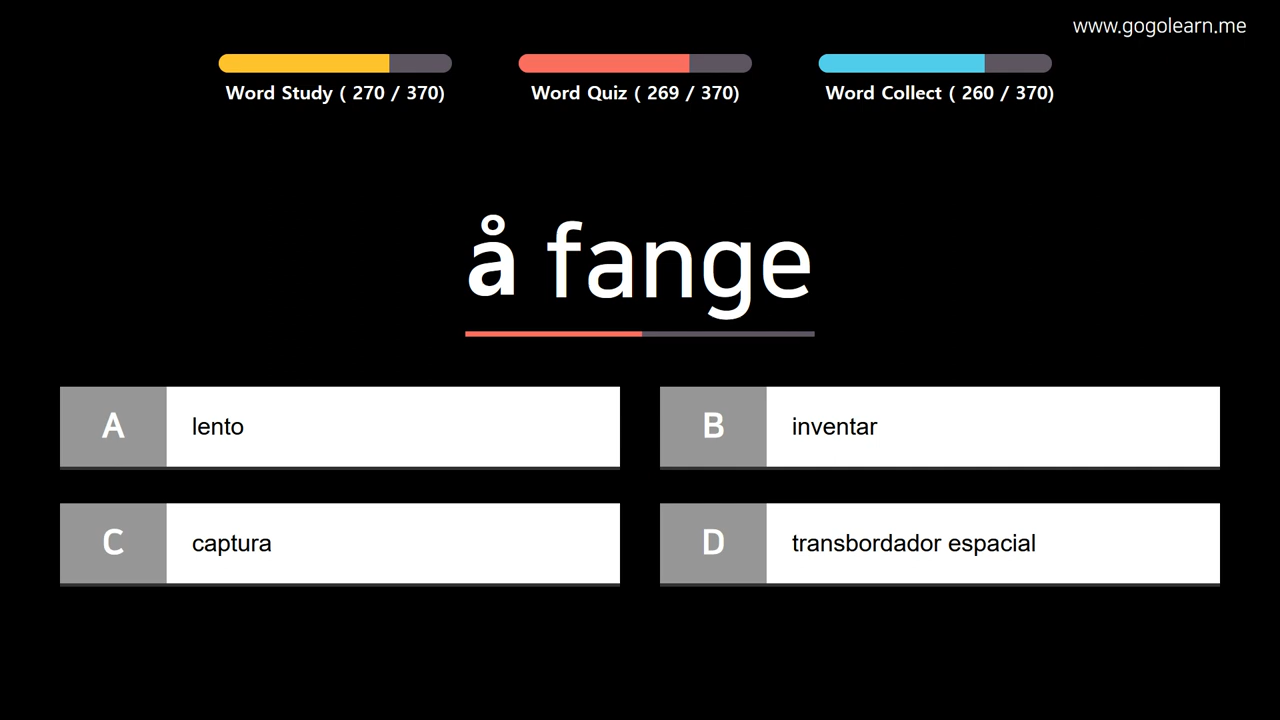 www.gogolearn.me
Word Study ( 270 / 370)
Word Quiz ( 269 / 370)
Word Collect ( 260 / 370)
å fange
A lento
B inventar
C captura
D transbordador espacial